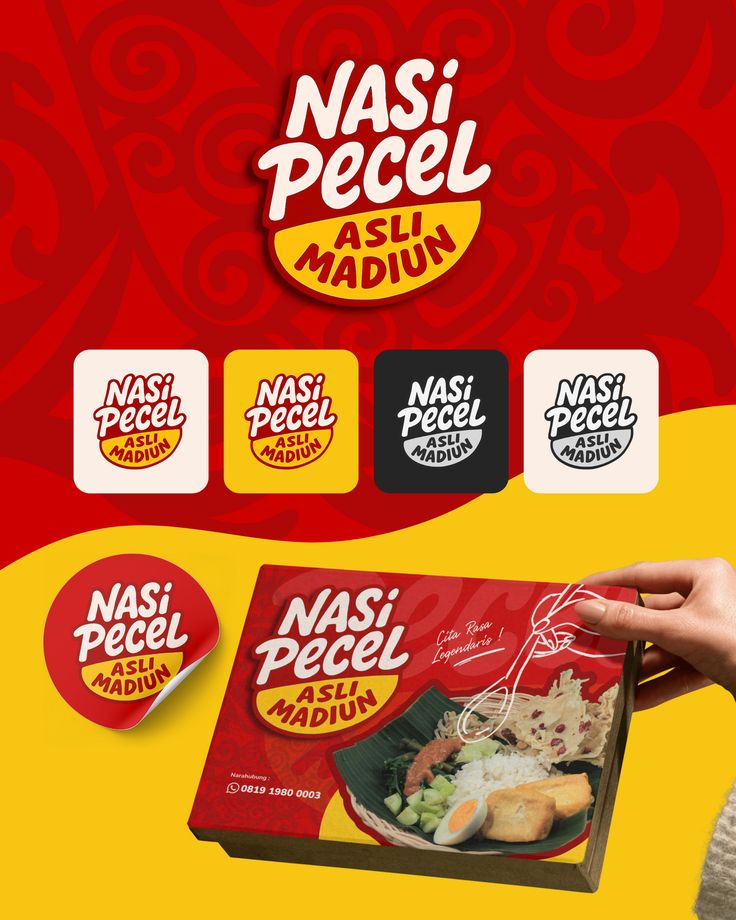 NASi
PeceL
ASLI
MADIUN
NASi
PeceL
ASLI
MADIUN
NASi
PeceL
ASLI
MADIUN
NASi
PeceL
ASLI
MADIUN
NASi
PeceL
ASLI
MADIUN
NASi
PeceL
ASLI
MADIUN
NASi
PeceL
ASLI
MADIUN
Cita Rasa
Legendaris !
Narahubung :
0819 1980 0003